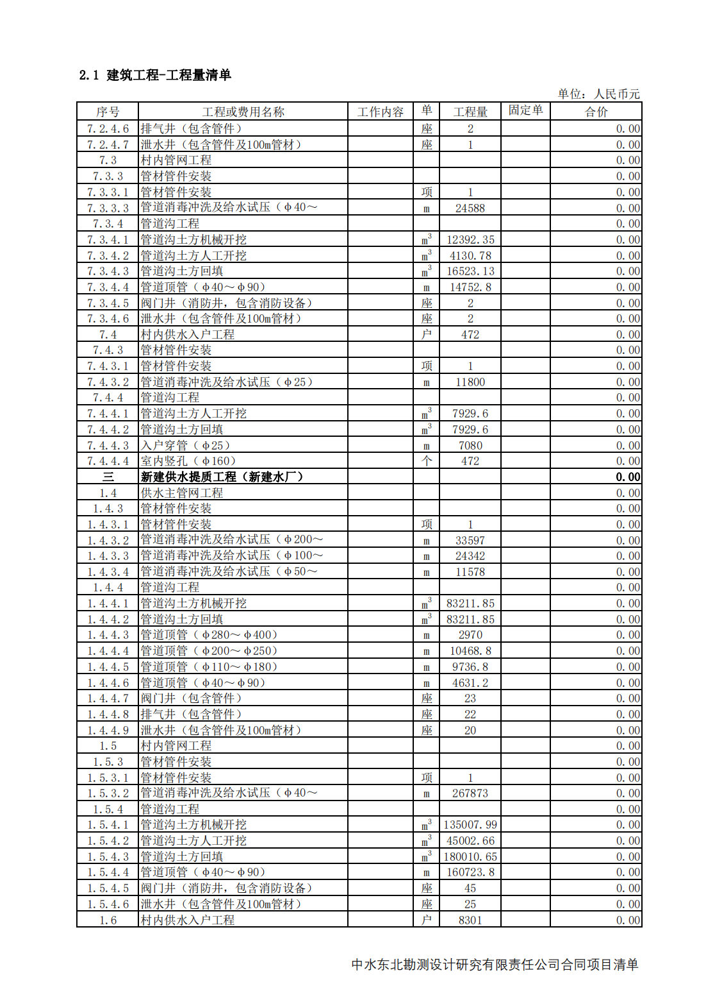 2.1 建筑工程-工程量清单
单位：人民币元
序号 工程或费用名称 工作内容 单 工程量 固定单 合价
7.2.4.6 排气井（包含管件） 座 2 0.00
7.2.4.7 泄水井（包含管件及100m管材） 座 1 0.00
7.3 村内管网工程 0.00
7.3.3 管材管件安装 0.00
7.3.3.1 管材管件安装 项 1 0.00
7.3.3.3 管道消毒冲洗及给水试压（φ40～ m 24588 0.00
7.3.4 管道沟工程 0.00
7.3.4.1 管道沟土方机械开挖 m³ 12392.35 0.00
7.3.4.2 管道沟土方人工开挖 m³ 4130.78 0.00
7.3.4.3 管道沟土方回填 m³ 16523.13 0.00
7.3.4.4 管道顶管（φ40～φ90） m 14752.8 0.00
7.3.4.5 阀门井（消防井，包含消防设备） 座 2 0.00
7.3.4.6 泄水井（包含管件及100m管材） 座 2 0.00
7.4 村内供水入户工程 户 472 0.00
7.4.3 管材管件安装 0.00
7.4.3.1 管材管件安装 项 1 0.00
7.4.3.2 管道消毒冲洗及给水试压（φ25） m 11800 0.00
7.4.4 管道沟工程 0.00
7.4.4.1 管道沟土方人工开挖 m³ 7929.6 0.00
7.4.4.2 管道沟土方回填 m³ 7929.6 0.00
7.4.4.3 入户穿管（φ25） m 7080 0.00
7.4.4.4 室内竖孔（φ160） 个 472 0.00
三 新建供水提质工程（新建水厂） 0.00
1.4 供水主管网工程 0.00
1.4.3 管材管件安装 0.00
1.4.3.1 管材管件安装 项 1 0.00
1.4.3.2 管道消毒冲洗及给水试压（φ200～ m 33597 0.00
1.4.3.3 管道消毒冲洗及给水试压（φ100～ m 24342 0.00
1.4.3.4 管道消毒冲洗及给水试压（φ50～ m 11578 0.00
1.4.4 管道沟工程 0.00
1.4.4.1 管道沟土方机械开挖 m³ 83211.85 0.00
1.4.4.2 管道沟土方回填 m³ 83211.85 0.00
1.4.4.3 管道顶管（φ280～φ400） m 2970 0.00
1.4.4.4 管道顶管（φ200～φ250） m 10468.8 0.00
1.4.4.5 管道顶管（φ110～φ180） m 9736.8 0.00
1.4.4.6 管道顶管（φ40～φ90） m 4631.2 0.00
1.4.4.7 阀门井（包含管件） 座 23 0.00
1.4.4.8 排气井（包含管件） 座 22 0.00
1.4.4.9 泄水井（包含管件及100m管材） 座 20 0.00
1.5 村内管网工程 0.00
1.5.3 管材管件安装 0.00
1.5.3.1 管材管件安装 项 1 0.00
1.5.3.2 管道消毒冲洗及给水试压（φ40～ m 267873 0.00
1.5.4 管道沟工程 0.00
1.5.4.1 管道沟土方机械开挖 m³ 135007.99 0.00
1.5.4.2 管道沟土方人工开挖 m³ 45002.66 0.00
1.5.4.3 管道沟土方回填 m³ 180010.65 0.00
1.5.4.4 管道顶管（φ40～φ90） m 160723.8 0.00
1.5.4.5 阀门井（消防井，包含消防设备） 座 45 0.00
1.5.4.6 泄水井（包含管件及100m管材） 座 25 0.00
1.6 村内供水入户工程 户 8301 0.00
中水东北勘测设计研究有限责任公司合同项目清单